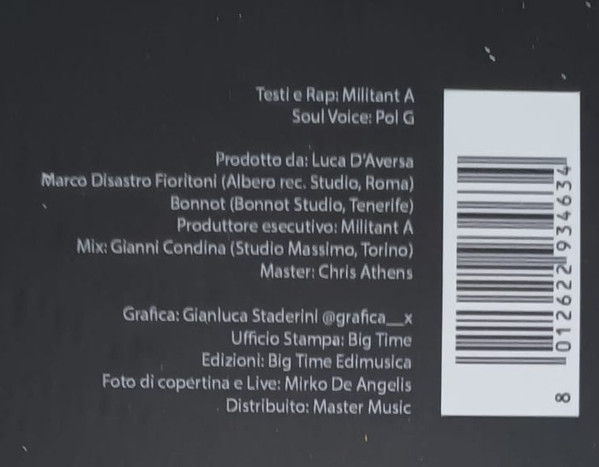 Testi e Rap: Militant A
Soul Voice: Pol G
Prodotto da: Luca D'Aversa
Marco Disastro Fioritoni (Albero rec. Studio, Roma)
Bonnot (Bonnot Studio, Tenerife)
Produttore esecutivo: Militant A
Mix: Gianni Condina (Studio Massimo, Torino)
Master: Chris Athens
Grafica: Gianluca Staderini @grafica__x
Ufficio Stampa: Big Time
Edizioni: Big Time Edimusica
Foto di copertina e Live: Mirko De Angelis
Distribuito: Master Music
8 012622 934634